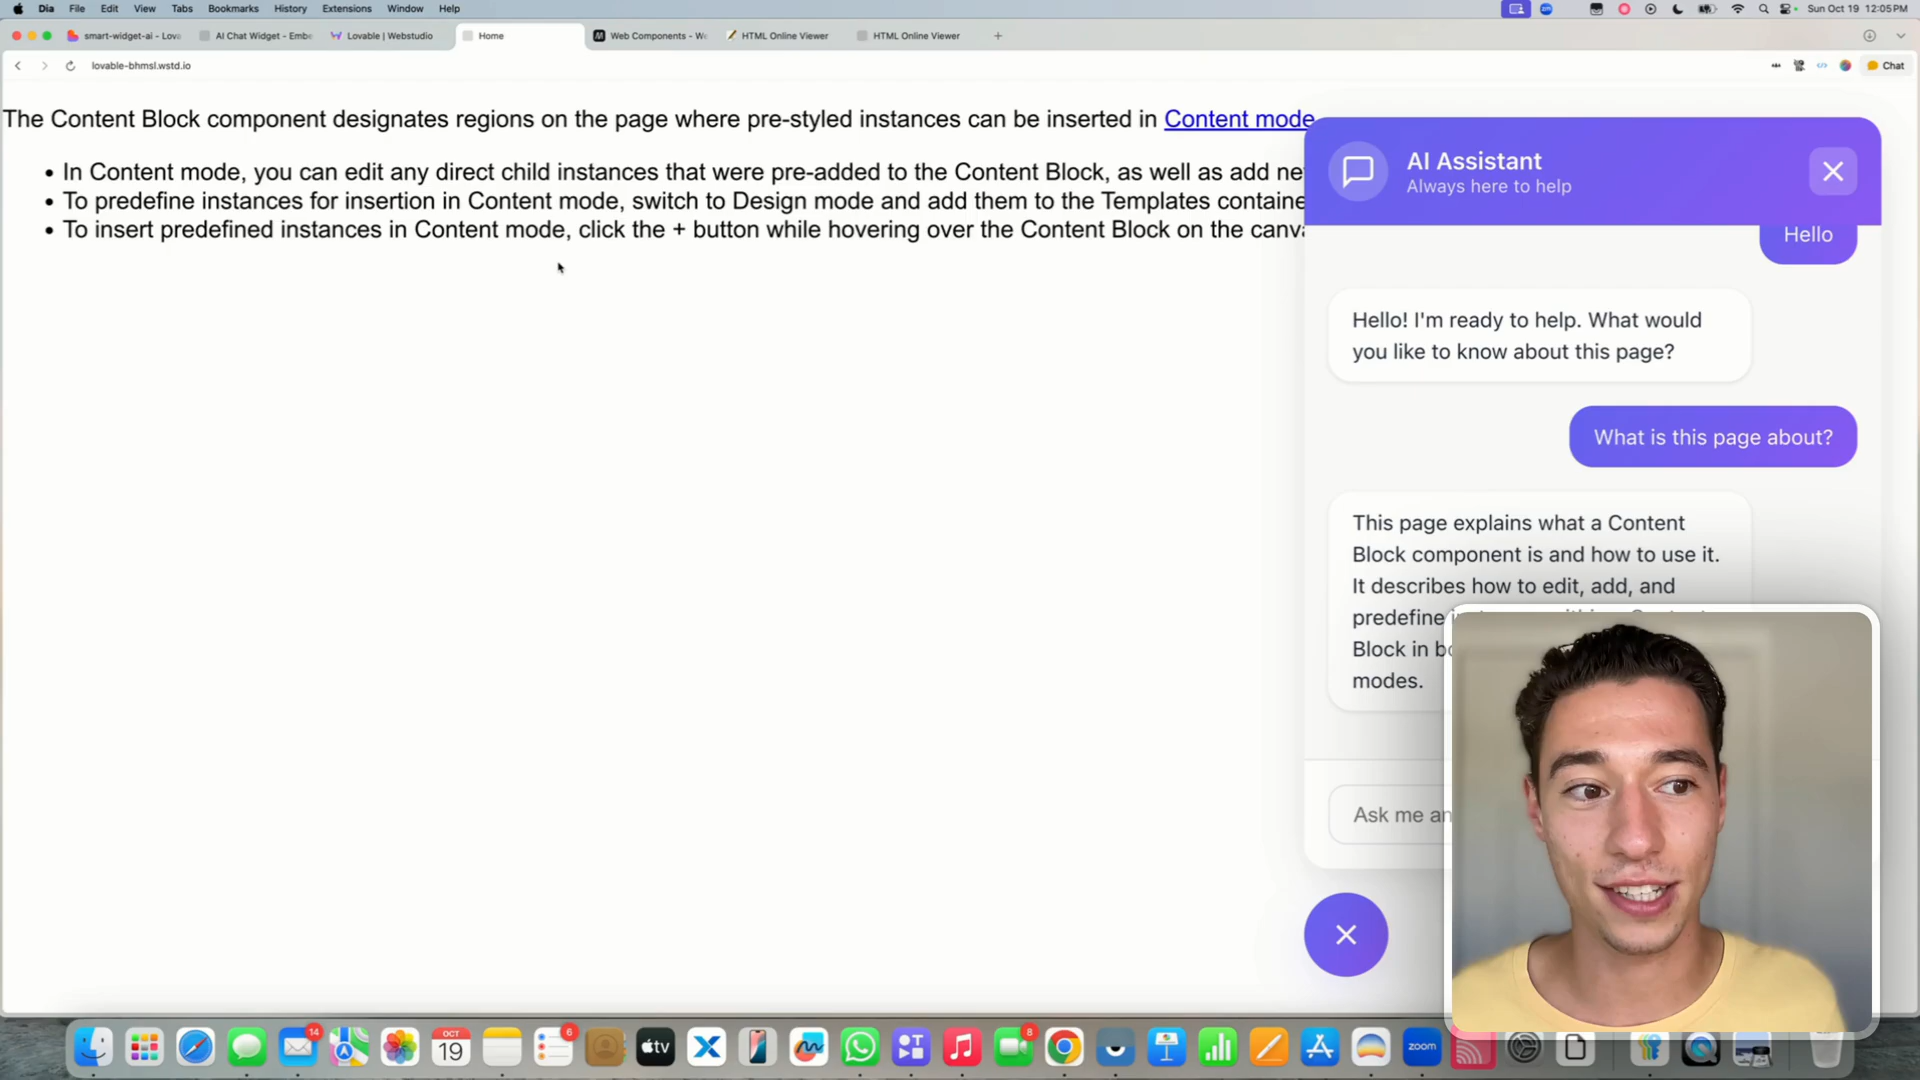 Dia File Edit View Tabs Bookmarks History Extensions Window Help
Sun Oct 19 12:05PM
smart-widget-ai - Lova
AI Chat Widget - Embe
Lovable | Webstudio
Home
Web Components - We
HTML Online Viewer
HTML Online Viewer
lovable-bhmsl.wstd.io
Chat
The Content Block component designates regions on the page where pre-styled instances can be inserted in Content mode
In Content mode, you can edit any direct child instances that were pre-added to the Content Block, as well as add ne
To predefine instances for insertion in Content mode, switch to Design mode and add them to the Templates containe
To insert predefined instances in Content mode, click the + button while hovering over the Content Block on the canva
AI Assistant
Always here to help
Hello
Hello! I'm ready to help. What would
you like to know about this page?
What is this page about?
This page explains what a Content
Block component is and how to use it.
It describes how to edit, add, and
predefine
Block in
modes.
Ask me
14
OCT
19
6
tv
8
zoom